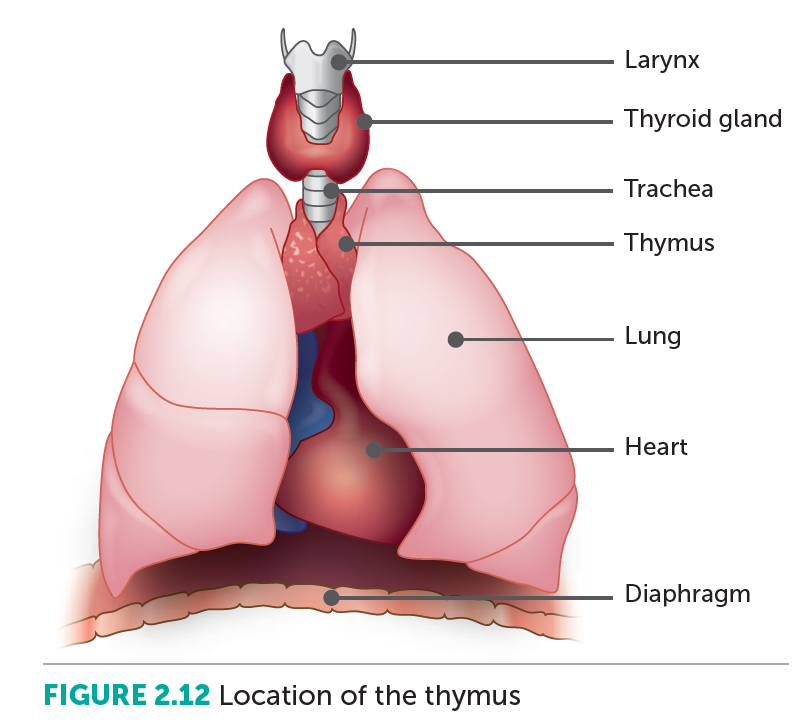 Larynx
Thyroid gland
Trachea
Thymus
Lung
Heart
Diaphragm
FIGURE 2.12 Location of the thymus